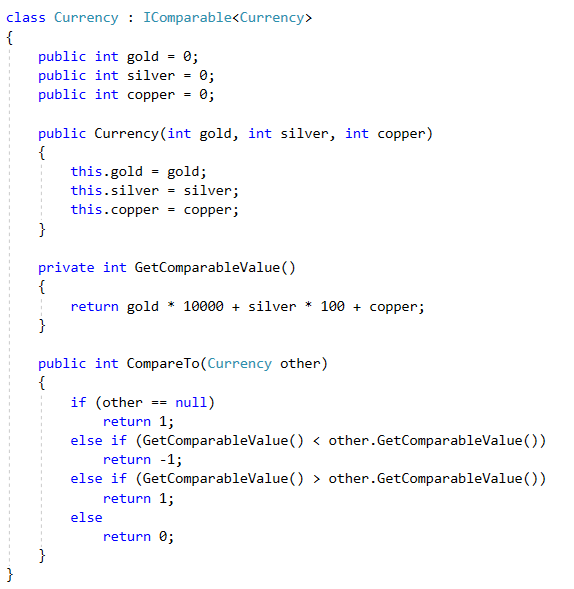 class Currency : IComparable<Currency>
{
    public int gold = 0;
    public int silver = 0;
    public int copper = 0;

    public Currency(int gold, int silver, int copper)
    {
        this.gold = gold;
        this.silver = silver;
        this.copper = copper;
    }

    private int GetComparableValue()
    {
        return gold * 10000 + silver * 100 + copper;
    }

    public int CompareTo(Currency other)
    {
        if (other == null)
            return 1;
        else if (GetComparableValue() < other.GetComparableValue())
            return -1;
        else if (GetComparableValue() > other.GetComparableValue())
            return 1;
        else
            return 0;
    }
}